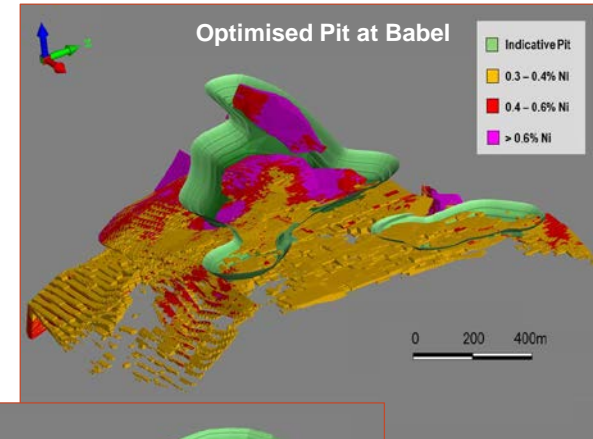 Optimised Pit at Babel
Indicative Pit
0.3 – 0.4% Ni
0.4 – 0.6% Ni
> 0.6% Ni
0 200 400m